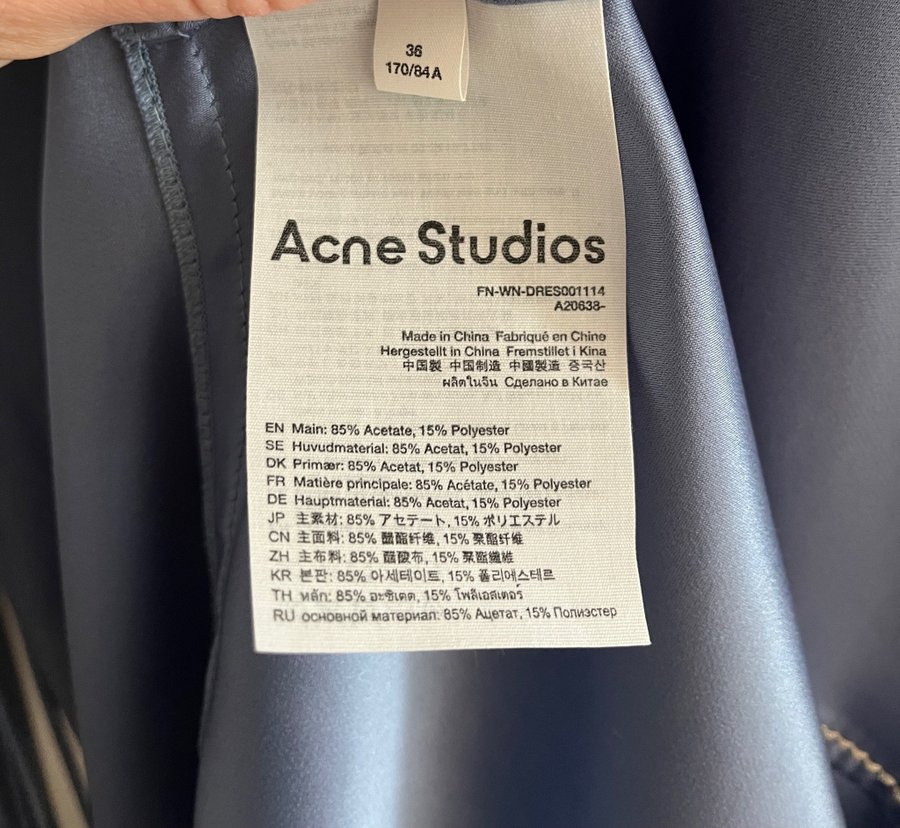 36
170/84A
Acne Studios
FN-WN-DRES001114
A20638-
Made in China Fabriqué en Chine
Hergestellt in China Fremstillet i Kina
中国製 中国制造 中國製造 중국산
ผลิตในจีน Сделано в Китае
EN Main: 85% Acetate, 15% Polyester
SE Huvudmaterial: 85% Acetat, 15% Polyester
DK Primær: 85% Acetat, 15% Polyester
FR Matière principale: 85% Acétate, 15% Polyester
DE Hauptmaterial: 85% Acetat, 15% Polyester
JP 主素材: 85% アセテート, 15% ポリエステル
CN 主面料: 85% 醋酯纤维, 15% 聚酯纤维
ZH 主布料: 85% 醋酸布, 15% 聚酯纖維
KR 본판: 85% 아세테이트, 15% 폴리에스테르
TH หลัก: 85% อะซิเตต, 15% โพลีเอสเตอร์
RU основной материал: 85% Ацетат, 15% Полиэстер